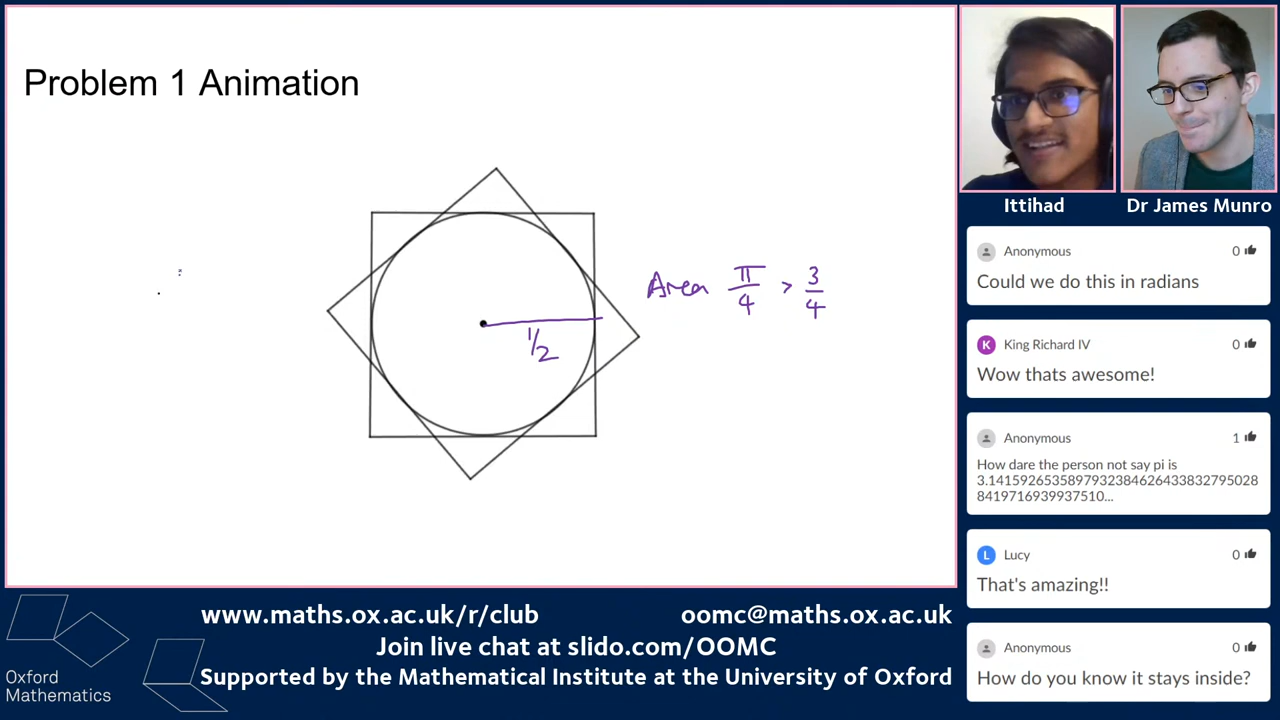 Problem 1 Animation
Area π/4 > 3/4
1/2
Ittihad
Dr James Munro
Anonymous 0
Could we do this in radians
K King Richard IV 0
Wow thats awesome!
Anonymous 1
How dare the person not say pi is
3.1415926535897932384626433832795028
8419716939937510...
L Lucy 0
That's amazing!!
Anonymous 0
How do you know it stays inside?
www.maths.ox.ac.uk/r/club oomc@maths.ox.ac.uk
Join live chat at slido.com/OOMC
Supported by the Mathematical Institute at the University of Oxford
Oxford
Mathematics